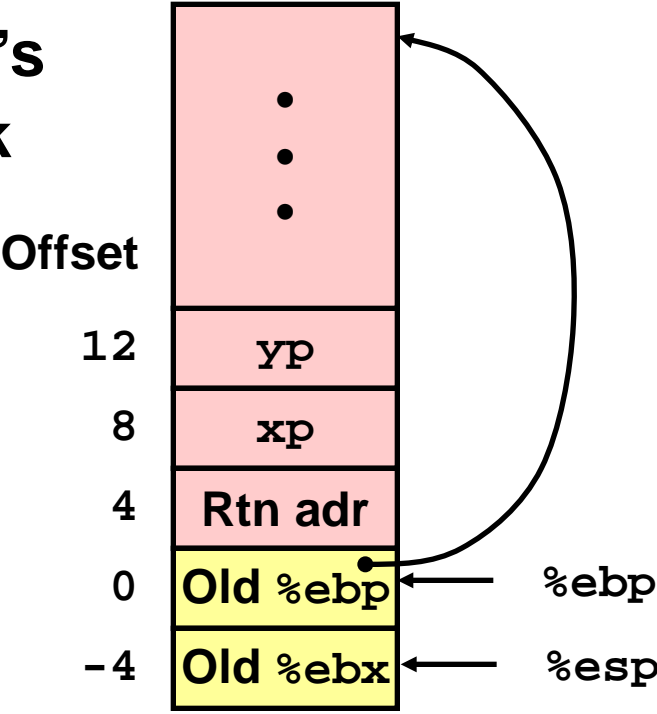 's
k
Offset
12 yp
8 xp
4 Rtn adr
0 Old %ebp %ebp
-4 Old %ebx %esp